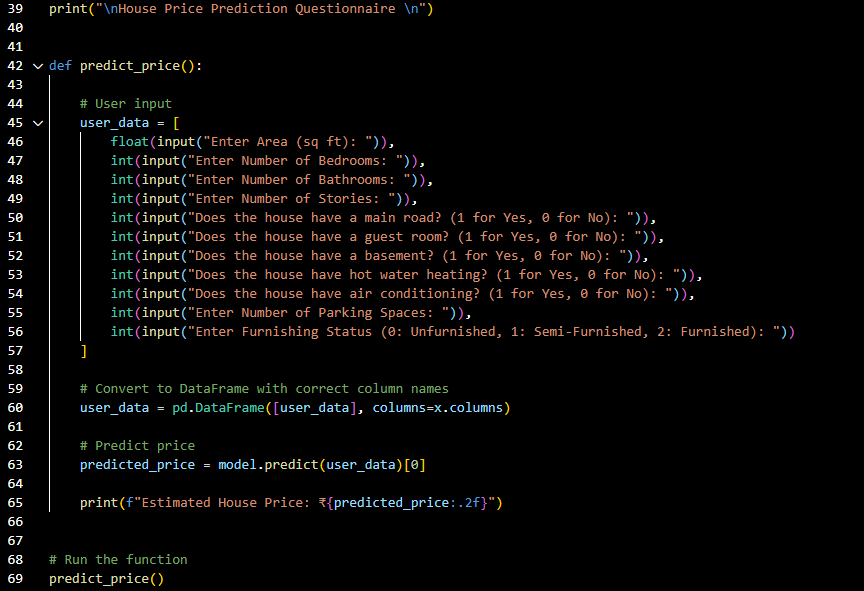 39 print("\nHouse Price Prediction Questionnaire \n")
40
41
42 def predict_price():
43
44     # User input
45     user_data = [
46         float(input("Enter Area (sq ft): ")),
47         int(input("Enter Number of Bedrooms: ")),
48         int(input("Enter Number of Bathrooms: ")),
49         int(input("Enter Number of Stories: ")),
50         int(input("Does the house have a main road? (1 for Yes, 0 for No): ")),
51         int(input("Does the house have a guest room? (1 for Yes, 0 for No): ")),
52         int(input("Does the house have a basement? (1 for Yes, 0 for No): ")),
53         int(input("Does the house have hot water heating? (1 for Yes, 0 for No): ")),
54         int(input("Does the house have air conditioning? (1 for Yes, 0 for No): ")),
55         int(input("Enter Number of Parking Spaces: ")),
56         int(input("Enter Furnishing Status (0: Unfurnished, 1: Semi-Furnished, 2: Furnished): "))
57     ]
58
59     # Convert to DataFrame with correct column names
60     user_data = pd.DataFrame([user_data], columns=x.columns)
61
62     # Predict price
63     predicted_price = model.predict(user_data)[0]
64
65     print(f"Estimated House Price: ₹{predicted_price:.2f}")
66
67
68 # Run the function
69 predict_price()